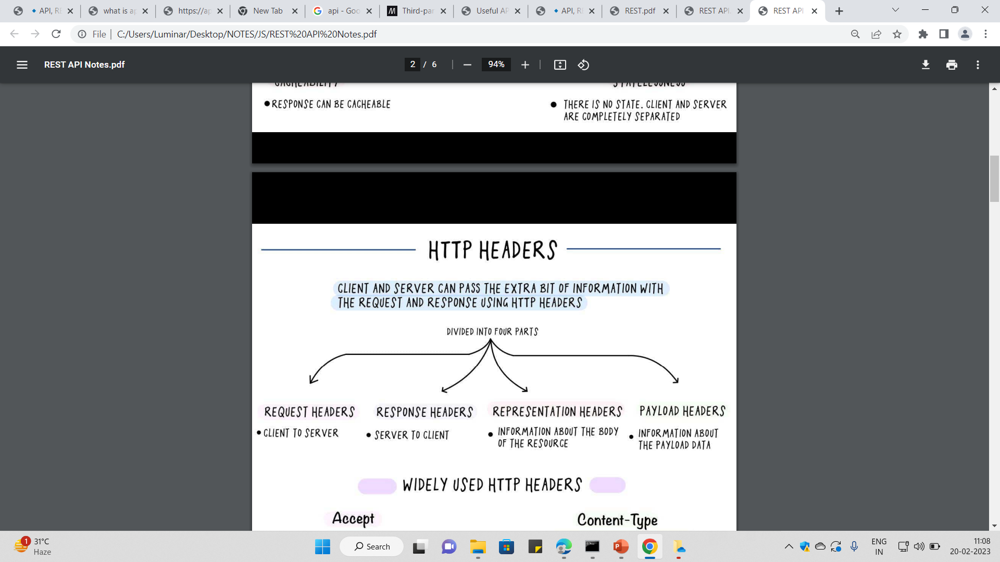 API, RE
what is ap
https://ap
New Tab
api - Goo
Third-par
Useful AP
API, RE
REST.pdf
REST API
REST API
File
C:/Users/Luminar/Desktop/NOTES/JS/REST%20API%20Notes.pdf
REST API Notes.pdf
2 / 6
94%
CACHEABILITY
STATELESSNESS
RESPONSE CAN BE CACHEABLE
THERE IS NO STATE. CLIENT AND SERVER
ARE COMPLETELY SEPARATED
HTTP HEADERS
CLIENT AND SERVER CAN PASS THE EXTRA BIT OF INFORMATION WITH
THE REQUEST AND RESPONSE USING HTTP HEADERS
DIVIDED INTO FOUR PARTS
REQUEST HEADERS
CLIENT TO SERVER
RESPONSE HEADERS
SERVER TO CLIENT
REPRESENTATION HEADERS
INFORMATION ABOUT THE BODY
OF THE RESOURCE
PAYLOAD HEADERS
INFORMATION ABOUT
THE PAYLOAD DATA
WIDELY USED HTTP HEADERS
Accept
Content-Type
1
31°C
Haze
Search
ENG
IN
11:08
20-02-2023